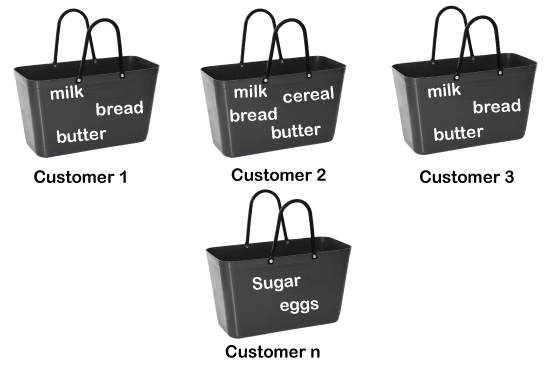 milk
bread
butter
Customer 1
milk cereal
bread
butter
Customer 2
milk
bread
butter
Customer 3
Sugar
eggs
Customer n